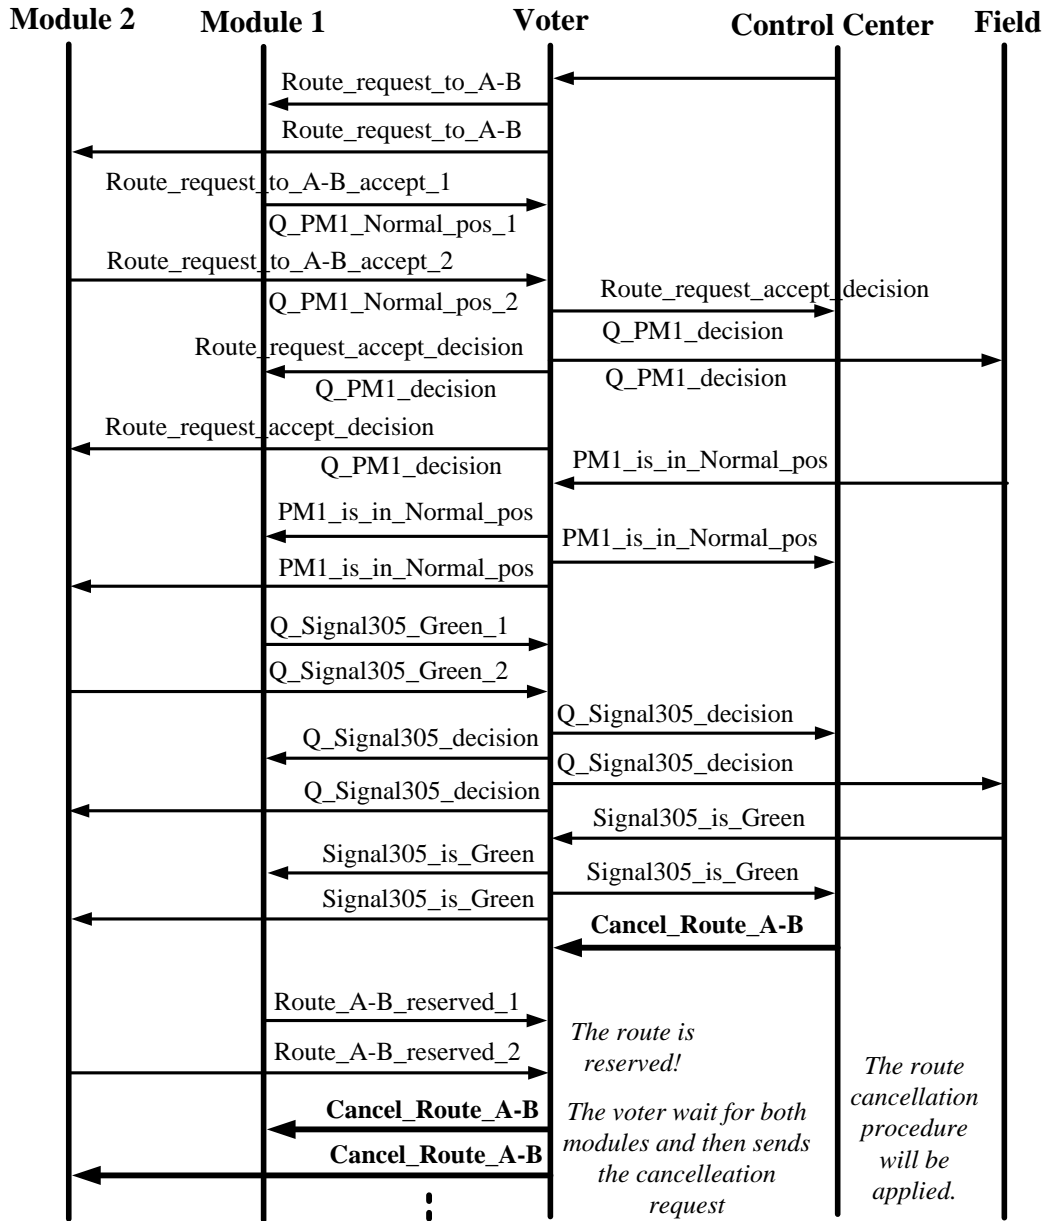 Module 2 Module 1 Voter Control Center Field
Route_request_to_A-B
Route_request_to_A-B
Route_request_to_A-B_accept_1
Q_PM1_Normal_pos_1
Route_request_to_A-B_accept_2
Q_PM1_Normal_pos_2
Route_request_accept_decision
Q_PM1_decision
Route_request_accept_decision
Q_PM1_decision
Q_PM1_decision
Route_request_accept_decision
Q_PM1_decision
PM1_is_in_Normal_pos
PM1_is_in_Normal_pos
PM1_is_in_Normal_pos
PM1_is_in_Normal_pos
Q_Signal305_Green_1
Q_Signal305_Green_2
Q_Signal305_decision
Q_Signal305_decision
Q_Signal305_decision
Q_Signal305_decision
Signal305_is_Green
Signal305_is_Green
Signal305_is_Green
Signal305_is_Green
Cancel_Route_A-B
Route_A-B_reserved_1
Route_A-B_reserved_2
The route is
reserved!
Cancel_Route_A-B
Cancel_Route_A-B
The voter wait for both
modules and then sends
the cancelleation
request
The route
cancellation
procedure
will be
applied.